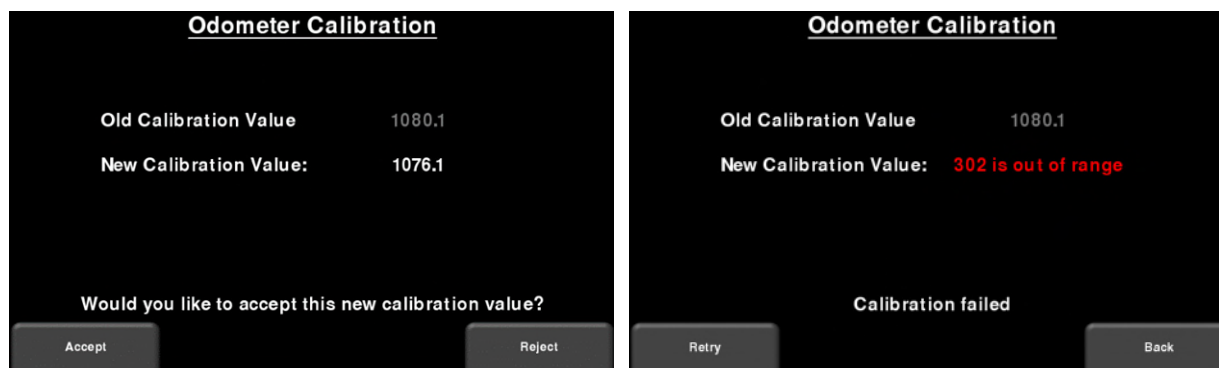 Odometer Calibration
Old Calibration Value 1080.1
New Calibration Value: 1076.1
Would you like to accept this new calibration value?
Accept Reject
Odometer Calibration
Old Calibration Value 1080.1
New Calibration Value: 302 is out of range
Calibration failed
Retry Back